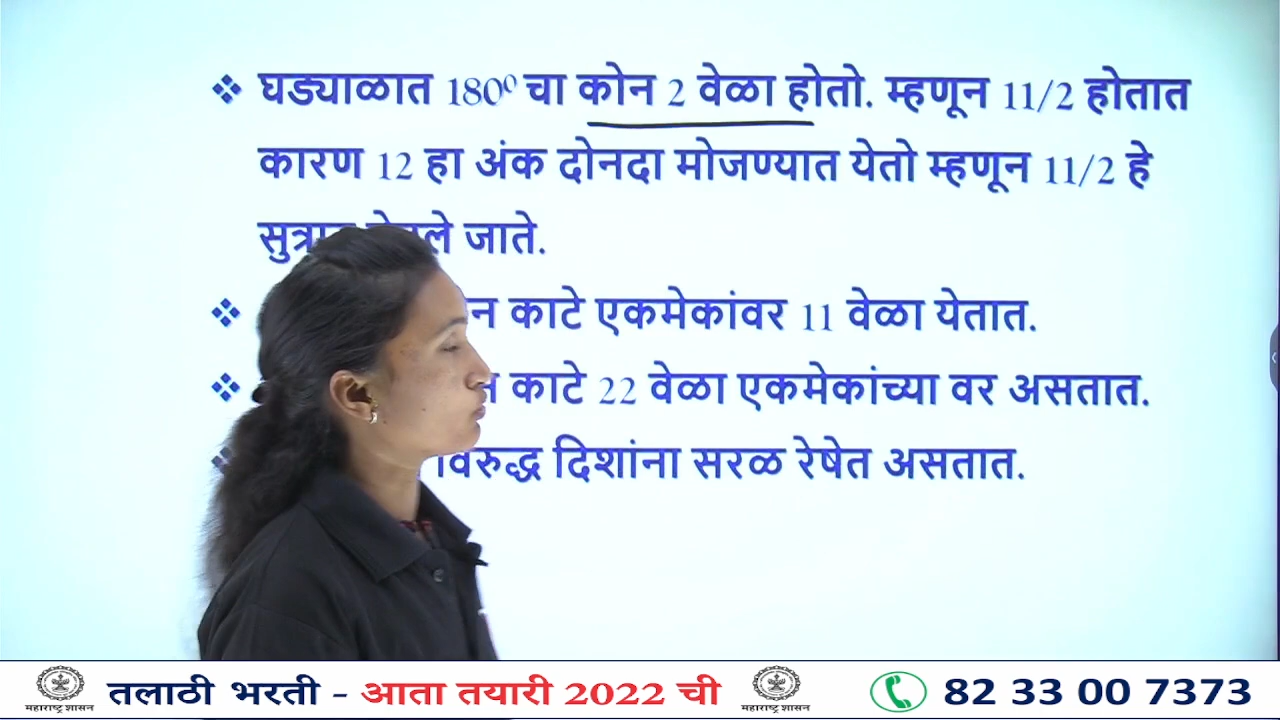 ❖ घड्याळात 180⁰ चा कोन 2 वेळा होतो. म्हणून 11/2 होतात
कारण 12 हा अंक दोनदा मोजण्यात येतो म्हणून 11/2 हे
जाते.
❖ काटे एकमेकांवर 11 वेळा येतात.
❖ काटे 22 वेळा एकमेकांच्या वर असतात.
विरुद्ध दिशांना सरळ रेषेत असतात.
महाराष्ट्र शासन
तलाठी भरती - आता तयारी 2022 ची
महाराष्ट्र शासन
82 33 00 7373